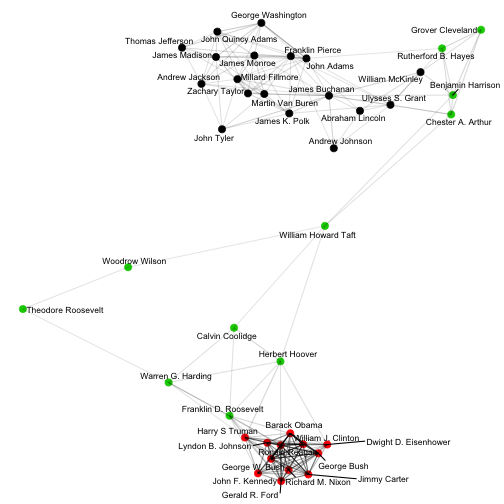 George Washington
Grover Cleveland
John Quincy Adams
Thomas Jefferson
Franklin Pierce
Rutherford B. Hayes
James Madison
James Monroe
John Adams
Andrew Jackson
Millard Fillmore
William McKinley
Benjamin Harrison
Zachary Taylor
James Buchanan
Martin Van Buren
Ulysses S. Grant
James K. Polk
Abraham Lincoln
Chester A. Arthur
John Tyler
Andrew Johnson
William Howard Taft
Woodrow Wilson
Theodore Roosevelt
Calvin Coolidge
Herbert Hoover
Warren G. Harding
Franklin D. Roosevelt
Barack Obama
Harry S Truman
William J. Clinton
Dwight D. Eisenhower
Lyndon B. Johnson
Ronald Reagan
George W. Bush
George Bush
Jimmy Carter
John F. Kennedy
Richard M. Nixon
Gerald R. Ford